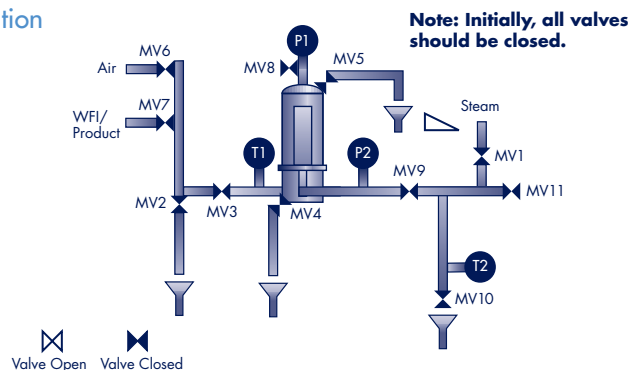 tion
Note: Initially, all valves
should be closed.
P1
MV6
MV5
MV8
Air
MV7
Steam
WFI/
Product
T1
P2
MV1
MV9
MV11
MV2
MV3
MV4
T2
MV10
Valve Open
Valve Closed